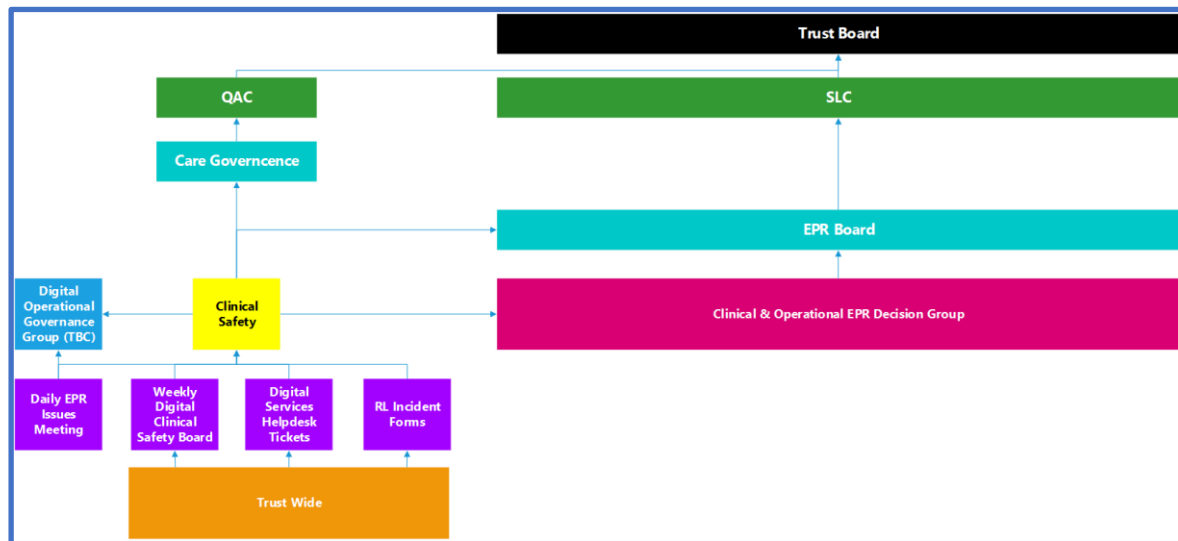 Trust Board
QAC
SLC
Care Governcence
EPR Board
Digital
Operational
Governance
Group (TBC)
Clinical
Safety
Clinical & Operational EPR Decision Group
Daily EPR
Issues
Meeting
Weekly
Digital
Clinical
Safety Board
Digital
Services
Helpdesk
Tickets
RL Incident
Forms
Trust Wide